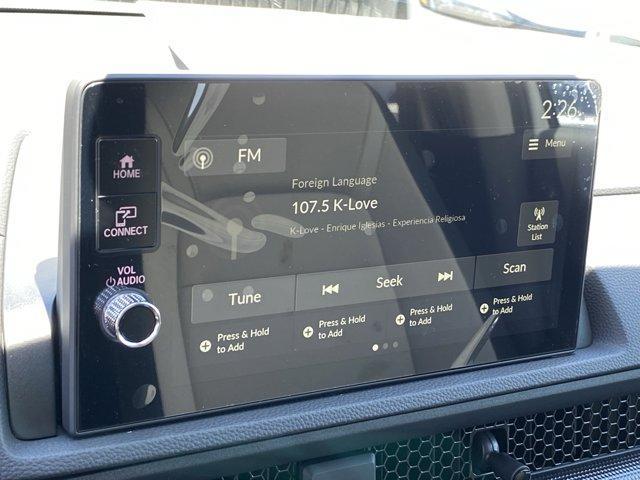 2:26
FM
Menu
HOME
Foreign Language
107.5 K-Love
K-Love - Enrique Iglesias - Experiencia Religiosa
CONNECT
Station
List
VOL
AUDIO
Tune
Seek
Scan
Press & Hold
to Add
Press & Hold
to Add
Press & Hold
to Add
Press & Hold
to Add